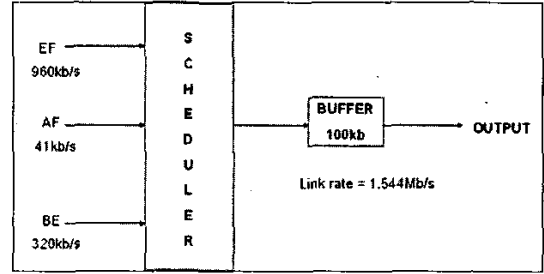 EF
960kb/s
AF
41kb/s
BE
320kb/s
S
C
H
E
D
U
L
E
R
BUFFER
100kb
OUTPUT
Link rate = 1.544Mb/s